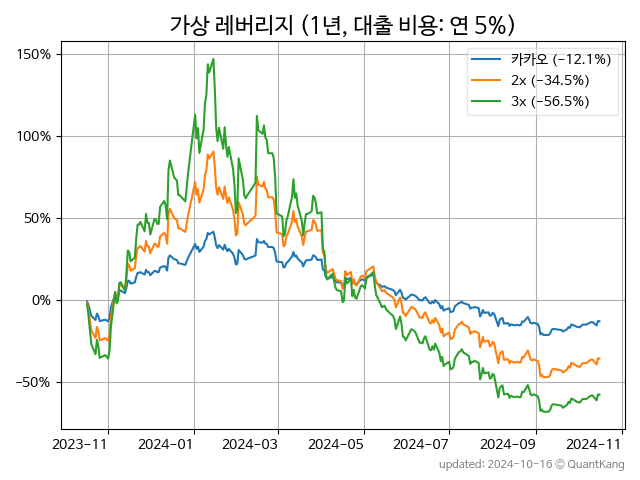 가상 레버리지 (1년, 대출 비용: 연 5%)
카카오 (−12.1%)
2x (−34.5%)
3x (−56.5%)
150%
100%
50%
0%
−50%
2023-11 2024-01 2024-03 2024-05 2024-07 2024-09 2024-11
updated: 2024-10-16 © QuantKang